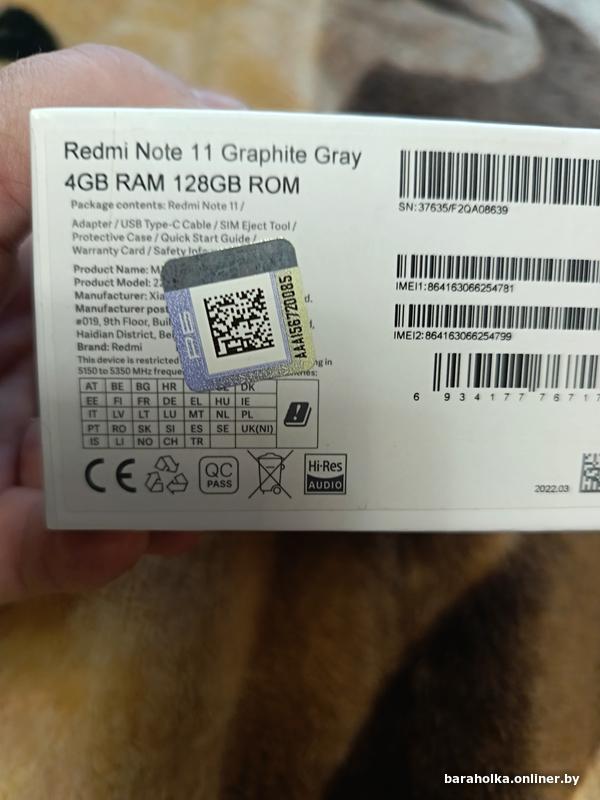 Redmi Note 11 Graphite Gray
4GB RAM 128GB ROM
Package contents: Redmi Note 11 /
Adapter / USB Type-C Cable / SIM Eject Tool /
Protective Case / Quick Start Guide /
Warranty Card / Safety
Product Name:
Product Model:
Manufacturer:
Manufacturer
#019, 9th Floor,
Haidian District,
Brand: Redmi
This device is restricted
5150 to 5350 MHz
AT BE BG HR DK
EE FI FR DE EL HU IE
IT LV LT LU MT NL PL
PT RO SK SI ES SE UK(NI)
IS LI NO CH TR
CE
QC
PASS
Hi-Res
AUDIO
AAA156720085
SN: 37635/F2QA08639
IMEI1:864163066254781
IMEI2:864163066254799
6 934177 7671
2022.03
baraholka.onliner.by